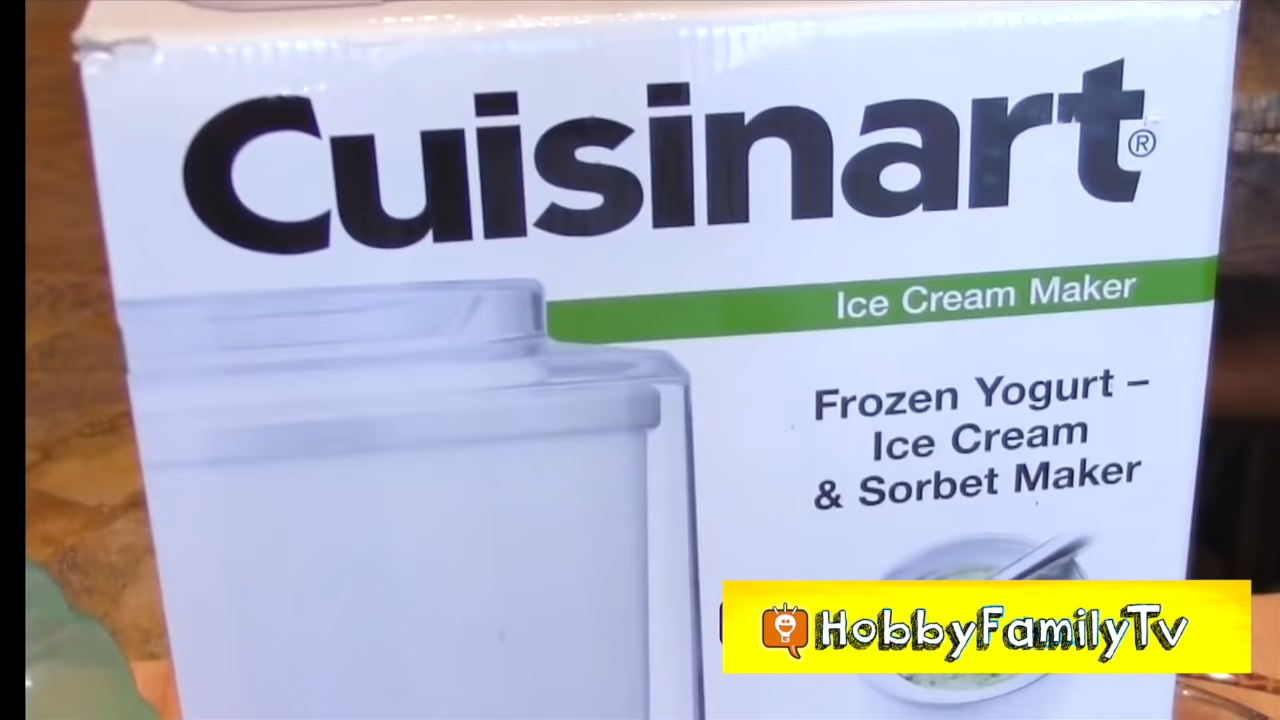 Cuisinart®
Ice Cream Maker
Frozen Yogurt –
Ice Cream
& Sorbet Maker
HobbyFamilyTv